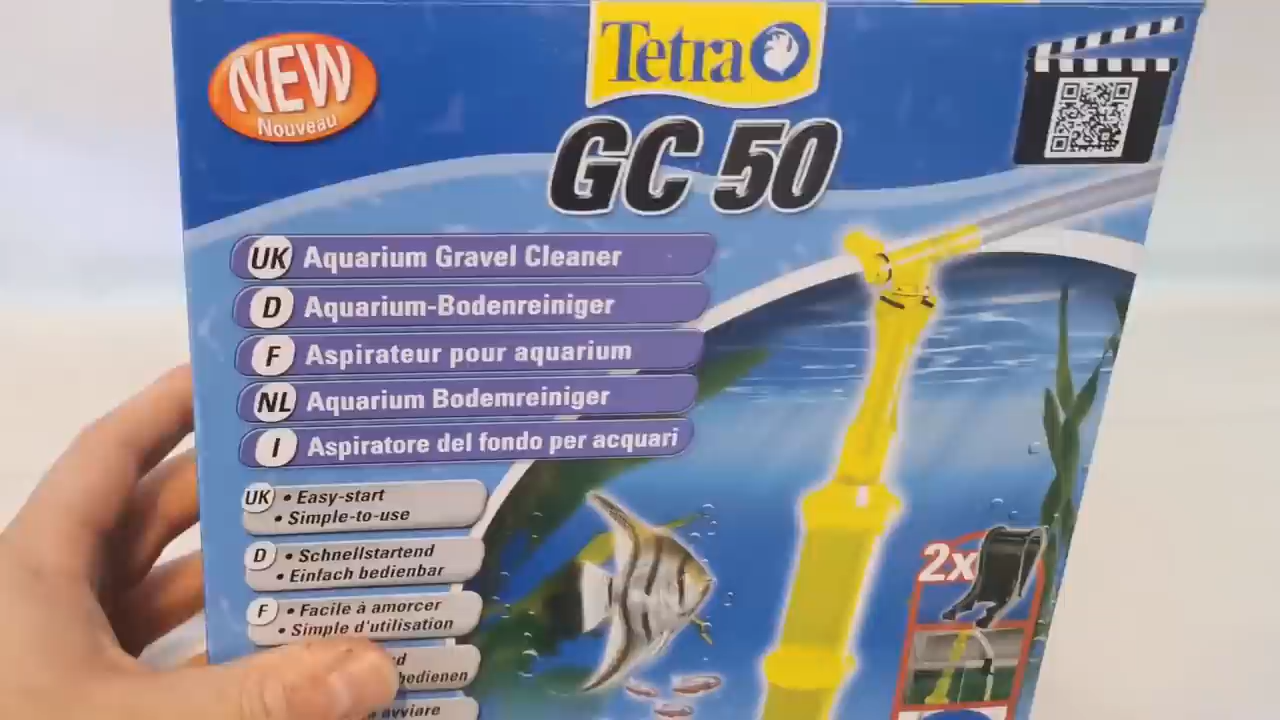 NEW
Nouveau
Tetra
GC 50
UK Aquarium Gravel Cleaner
D Aquarium-Bodenreiniger
F Aspirateur pour aquarium
NL Aquarium Bodemreiniger
I Aspiratore del fondo per acquari
UK • Easy-start
• Simple-to-use
D • Schnellstartend
• Einfach bedienbar
F • Facile à amorcer
• Simple d'utilisation
bedienen
avviare
2x